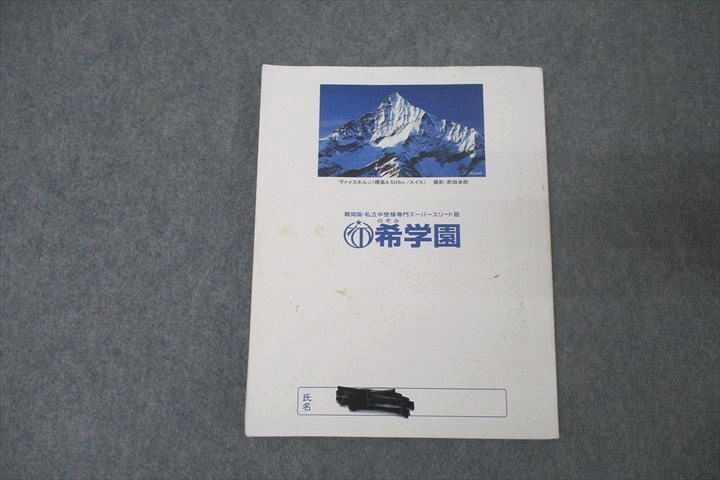 ヴァイスホルン(標高4,505m/スイス) 撮影:前田卓郎
難関国・私立中受験専門スーパーエリート塾
のぞみ
希学園
氏名